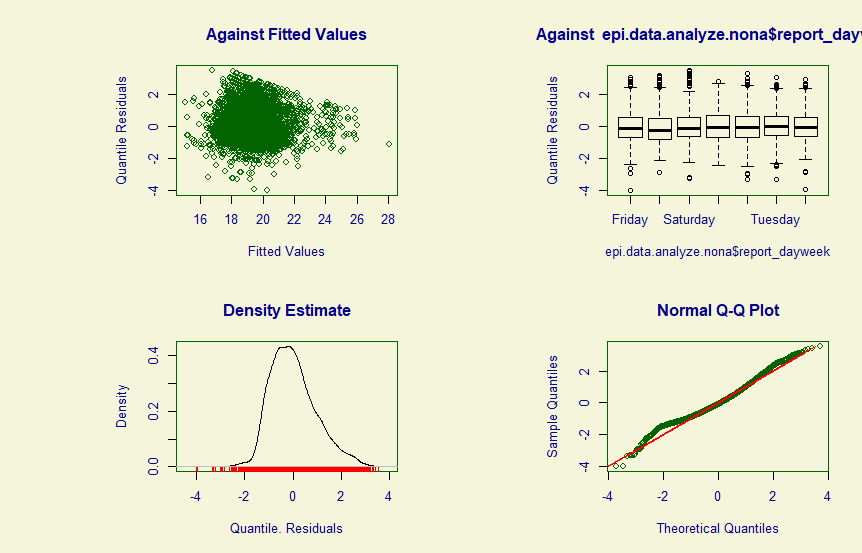 Against Fitted Values
Quantile Residuals
2
0
-2
-4
16 18 20 22 24 26 28
Fitted Values
Against epi.data.analyze.nona$report_dayv
Quantile Residuals
2
0
-2
-4
Friday Saturday Tuesday
epi.data.analyze.nona$report_dayweek
Density Estimate
Density
0.4
0.2
0.0
-4 -2 0 2 4
Quantile. Residuals
Normal Q-Q Plot
Sample Quantiles
2
0
-2
-4
-4 -2 0 2 4
Theoretical Quantiles